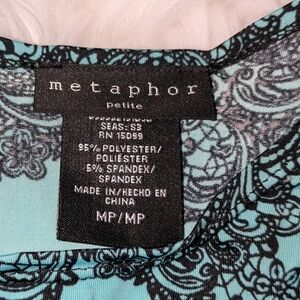 metaphor
petite
SEAS: S3
RN 15099
95% POLYESTER/
POLIÉSTER
5% SPANDEX/
SPANDEX
MADE IN/HECHO EN
CHINA
MP/MP